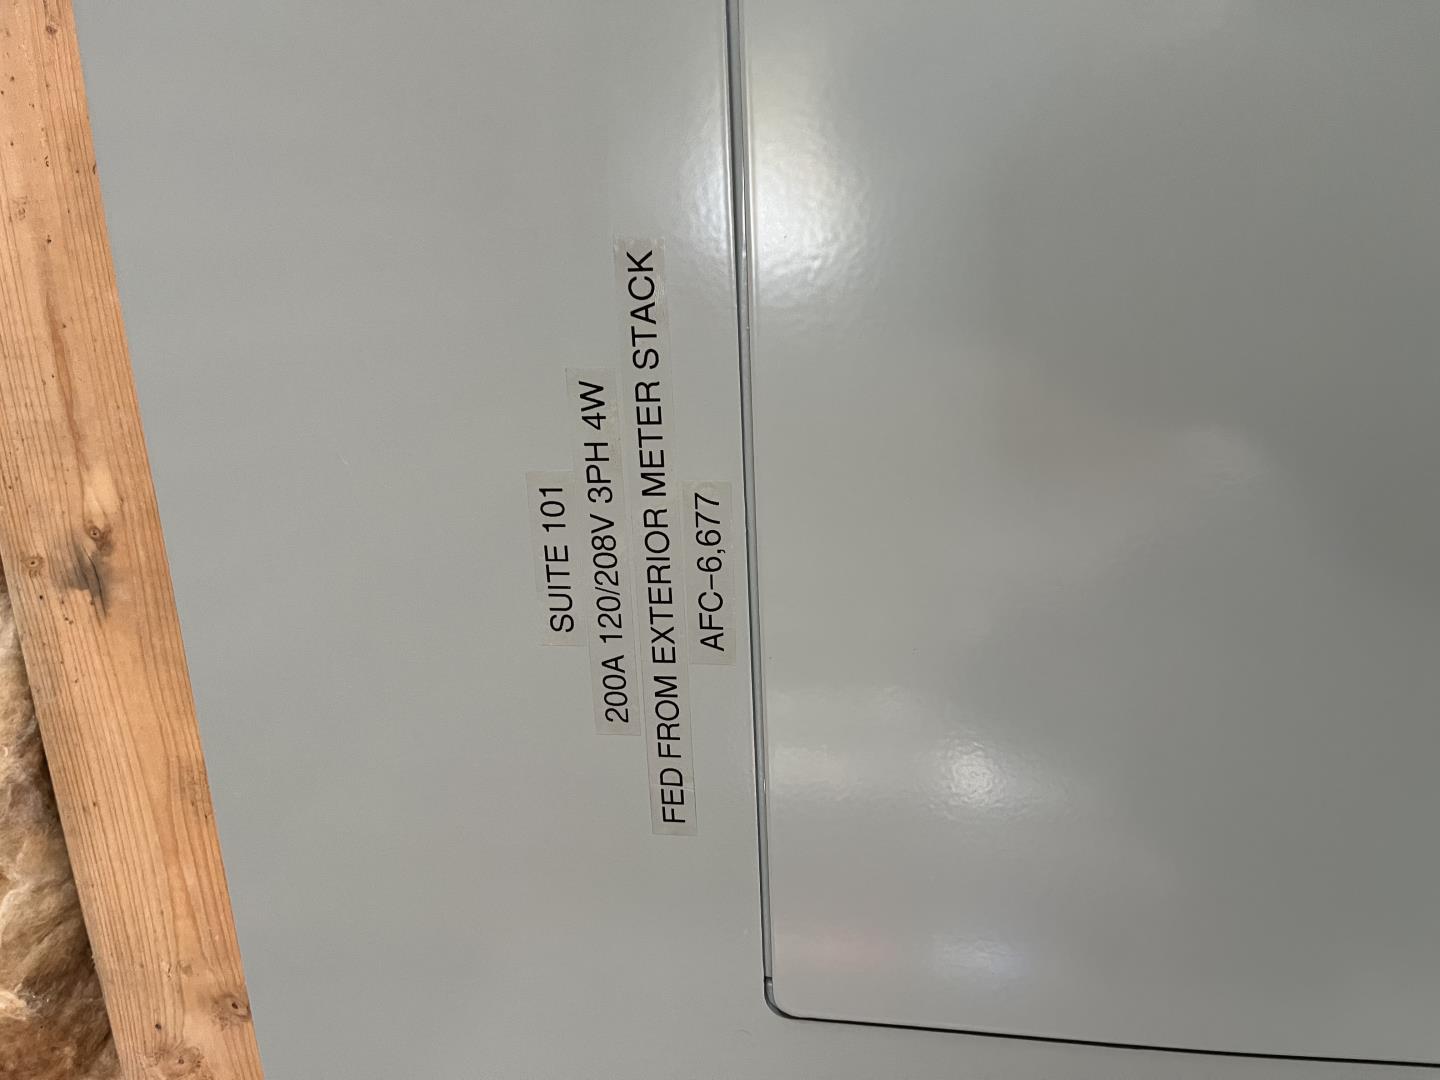 SUITE 101
200A 120/208V 3PH 4W
FED FROM EXTERIOR METER STACK
AFC-6,677